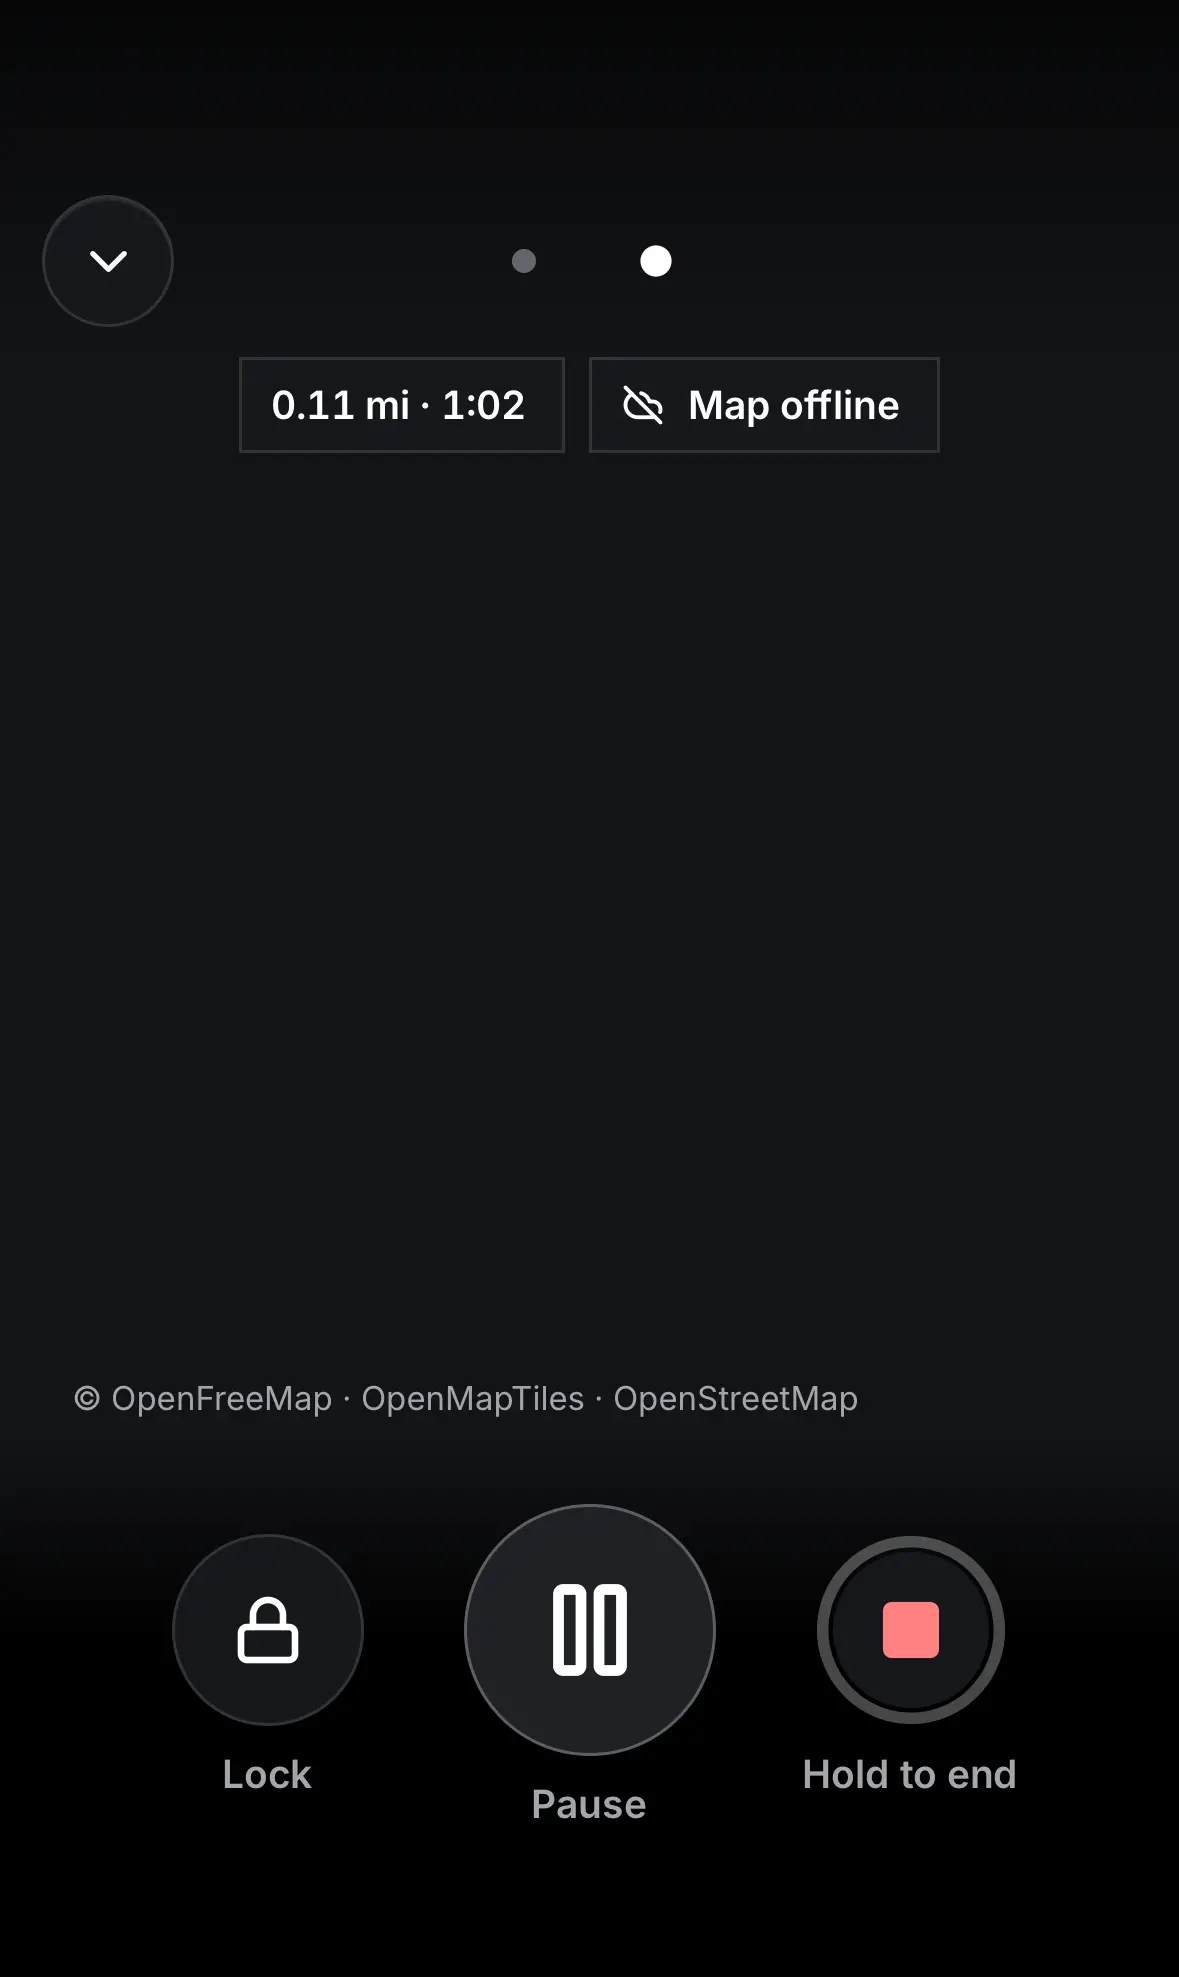 0.11 mi · 1:02
Map offline
© OpenFreeMap · OpenMapTiles · OpenStreetMap
Lock
Pause
Hold to end